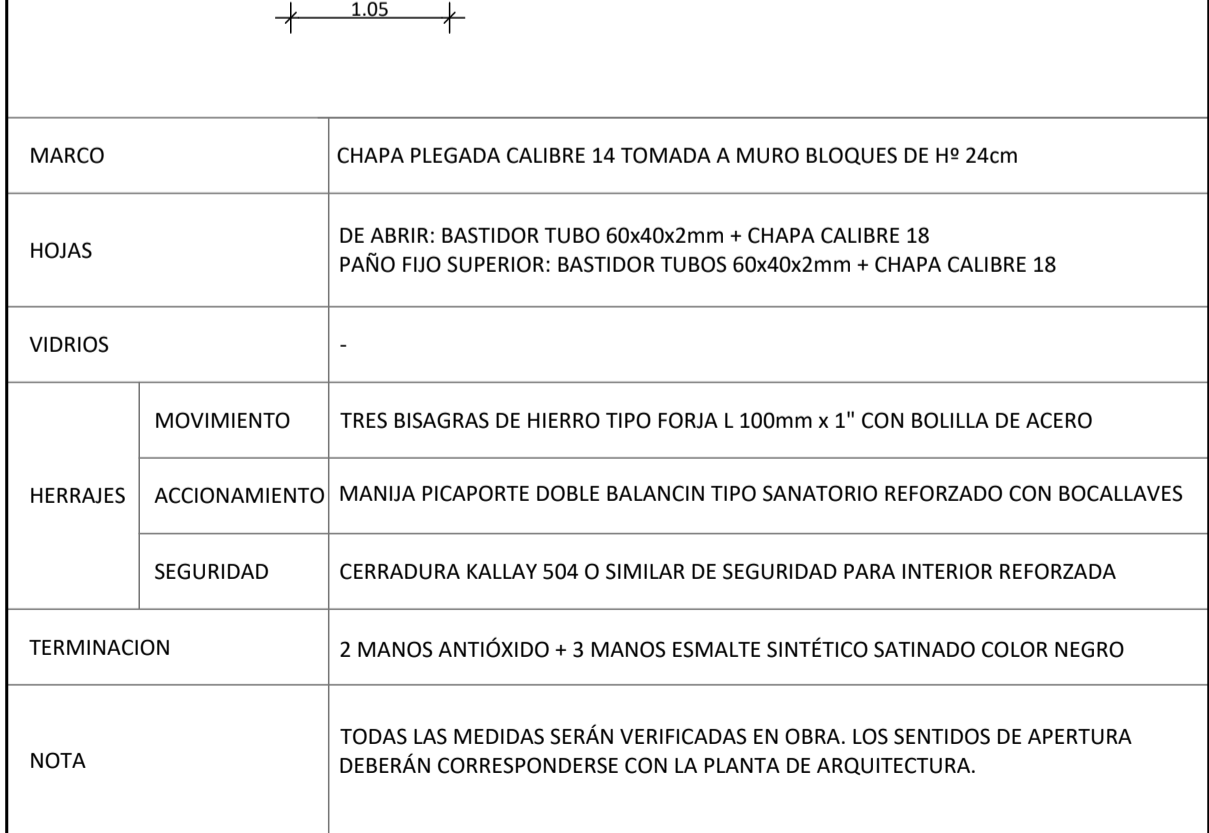 1.05
MARCO
CHAPA PLEGADA CALIBRE 14 TOMADA A MURO BLOQUES DE Hº 24cm
HOJAS
DE ABRIR: BASTIDOR TUBO 60x40x2mm + CHAPA CALIBRE 18
PAÑO FIJO SUPERIOR: BASTIDOR TUBOS 60x40x2mm + CHAPA CALIBRE 18
VIDRIOS
-
HERRAJES
MOVIMIENTO
TRES BISAGRAS DE HIERRO TIPO FORJA L 100mm x 1" CON BOLILLA DE ACERO
ACCIONAMIENTO
MANIJA PICAPORTE DOBLE BALANCIN TIPO SANATORIO REFORZADO CON BOCALLAVES
SEGURIDAD
CERRADURA KALLAY 504 O SIMILAR DE SEGURIDAD PARA INTERIOR REFORZADA
TERMINACION
2 MANOS ANTIÓXIDO + 3 MANOS ESMALTE SINTÉTICO SATINADO COLOR NEGRO
NOTA
TODAS LAS MEDIDAS SERÁN VERIFICADAS EN OBRA. LOS SENTIDOS DE APERTURA
DEBERÁN CORRESPONDERSE CON LA PLANTA DE ARQUITECTURA.